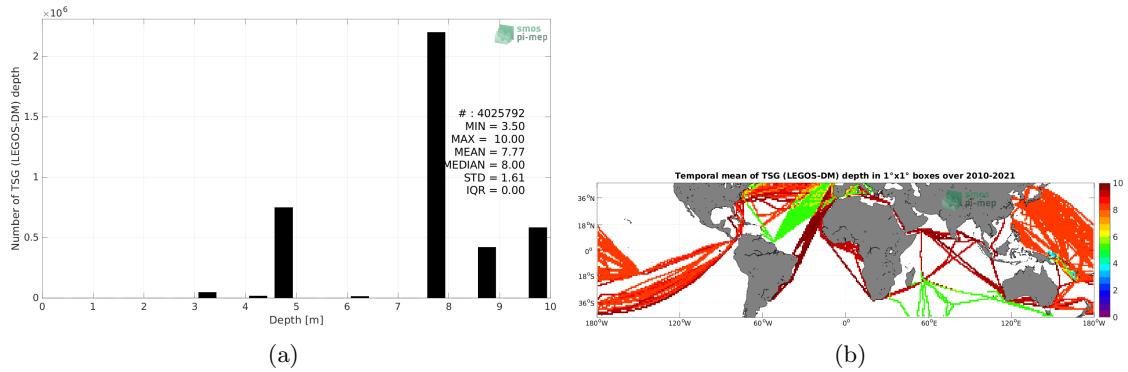 ×10⁶
smos
pi-mep
2
1.5
1
0.5
0
Number of TSG (LEGOS-DM) depth
# : 4025792
MIN = 3.50
MAX = 10.00
MEAN = 7.77
MEDIAN = 8.00
STD = 1.61
IQR = 0.00
0 1 2 3 4 5 6 7 8 9 10
Depth [m]
(a)
Temporal mean of TSG (LEGOS-DM) depth in 1°x1° boxes over 2010-2021
smos
pi-mep
36°N
18°N
0°
18°S
36°S
180°W 120°W 60°W 0° 60°E 120°E 180°W
10
8
6
4
2
0
(b)